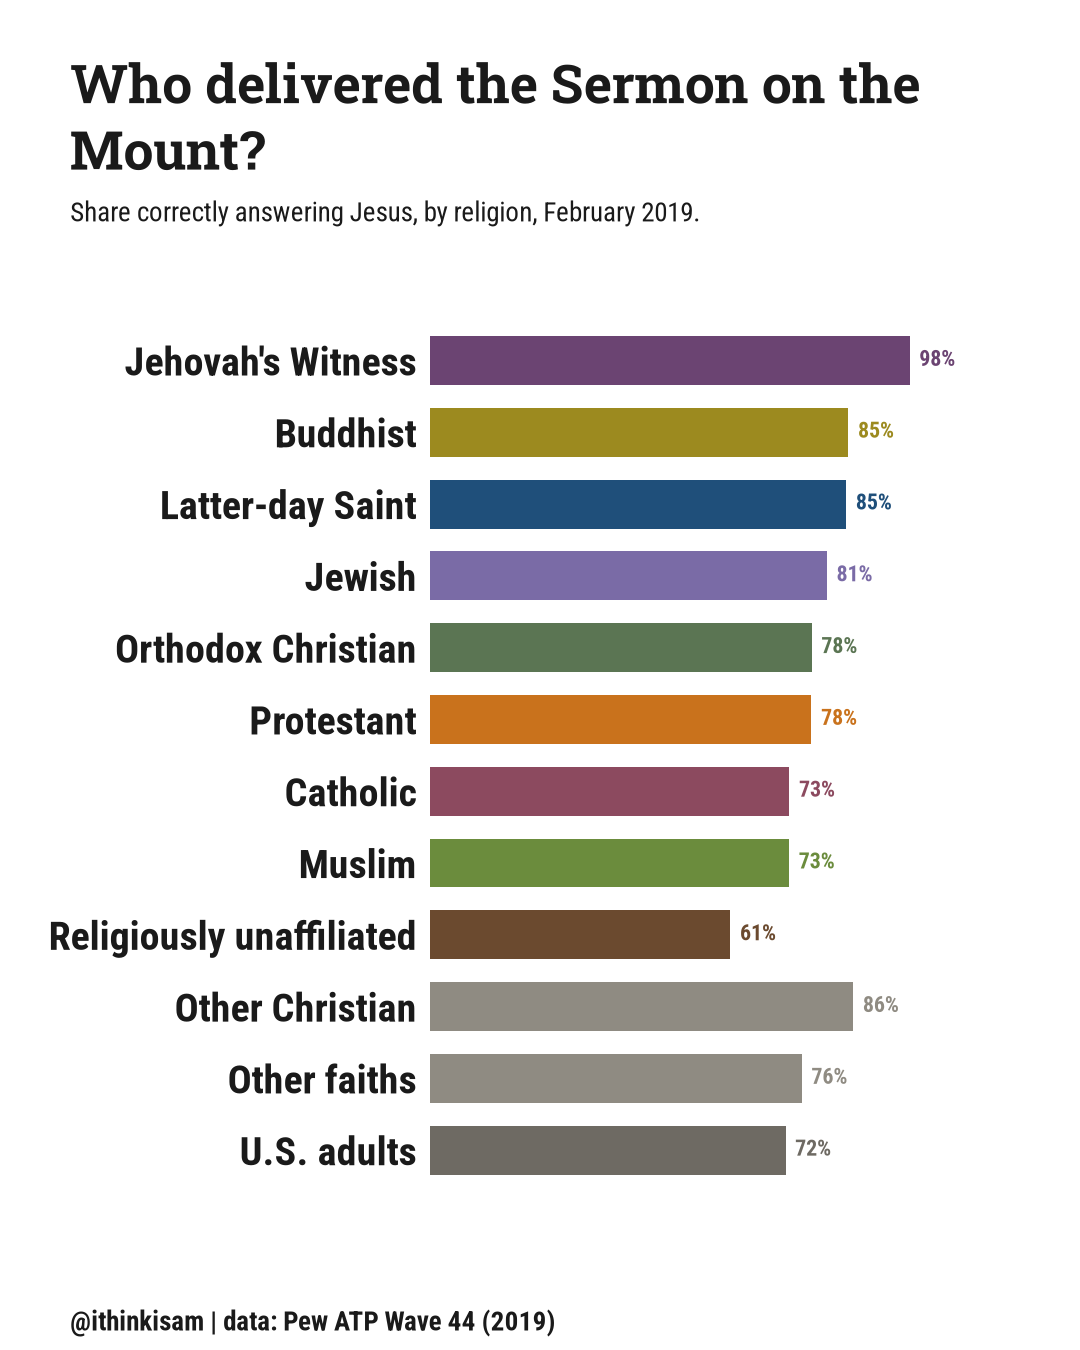 Who delivered the Sermon on the
Mount?
Share correctly answering Jesus, by religion, February 2019.
Jehovah's Witness 98%
Buddhist 85%
Latter-day Saint 85%
Jewish 81%
Orthodox Christian 78%
Protestant 78%
Catholic 73%
Muslim 73%
Religiously unaffiliated 61%
Other Christian 86%
Other faiths 76%
U.S. adults 72%
@ithinkisam | data: Pew ATP Wave 44 (2019)